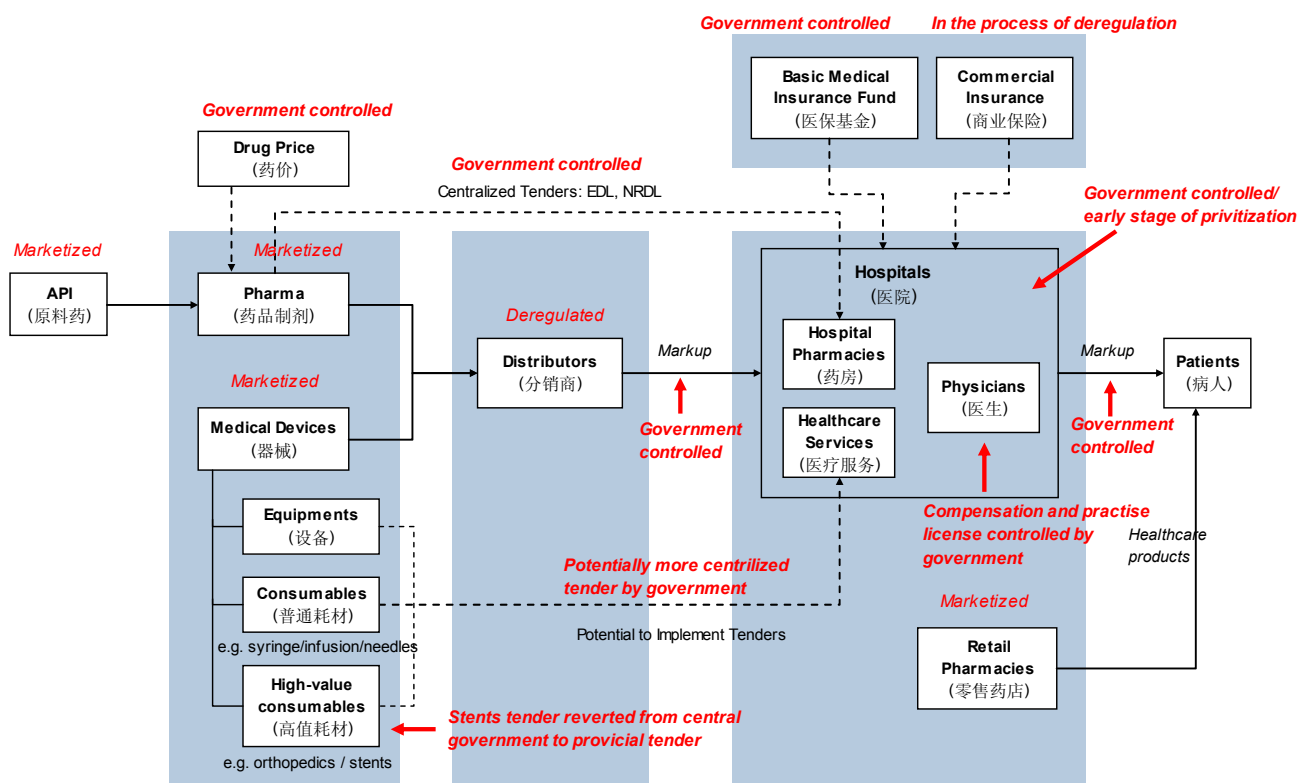 Government controlled
In the process of deregulation
Basic Medical
Insurance Fund
(医保基金)
Commercial
Insurance
(商业保险)
Government controlled
Drug Price
(药价)
Government controlled
Centralized Tenders: EDL, NRDL
Government controlled/
early stage of privitization
Marketized
API
(原料药)
Marketized
Pharma
(药品制剂)
Marketized
Medical Devices
(器械)
Equipments
(设备)
Consumables
(普通耗材)
e.g. syringe/infusion/needles
High-value
consumables
(高值耗材)
e.g. orthopedics / stents
Deregulated
Distributors
(分销商)
Markup
Government
controlled
Hospitals
(医院)
Hospital
Pharmacies
(药房)
Healthcare
Services
(医疗服务)
Physicians
(医生)
Markup
Government
controlled
Patients
(病人)
Compensation and practise
license controlled by
government
Healthcare
products
Potentially more centrilized
tender by government
Potential to Implement Tenders
Marketized
Retail
Pharmacies
(零售药店)
Stents tender reverted from central
government to provicial tender